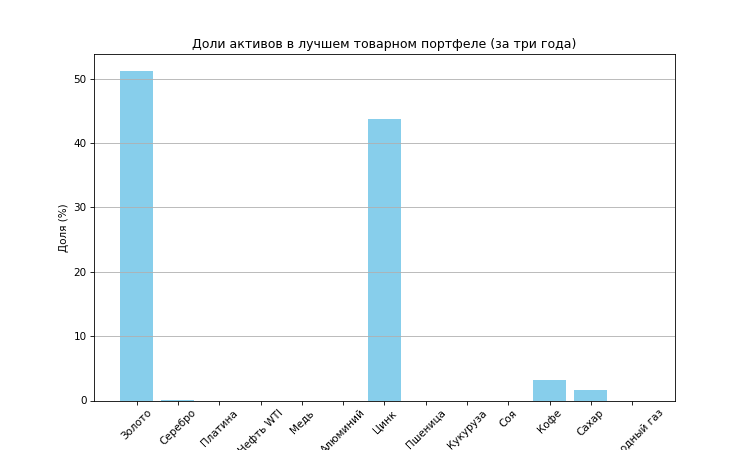 Доли активов в лучшем товарном портфеле (за три года)
Доля (%)
50
40
30
20
10
0
Золото
Серебро
Платина
Нефть WTI
Медь
Алюминий
Цинк
Пшеница
Кукуруза
Соя
Кофе
Сахар
газ